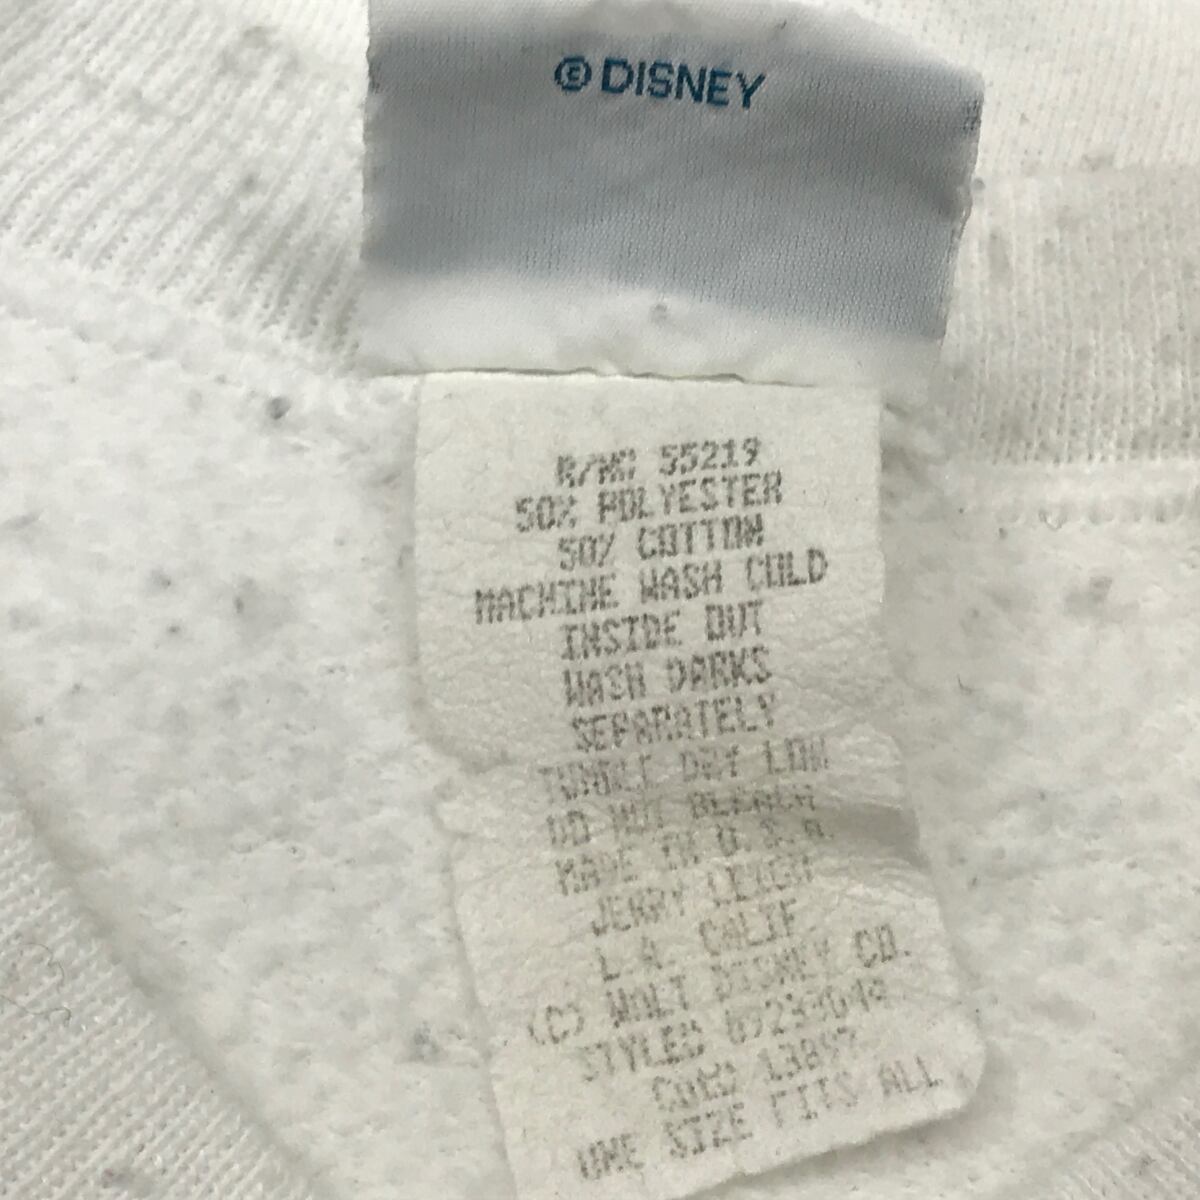 © DISNEY
R/N# 55219
50% POLYESTER
50% COTTON
MACHINE WASH COLD
INSIDE OUT
WASH DARKS
SEPARATELY
TUMBLE DRY LOW
DO NOT BLEACH
MADE IN U.S.A.
JERRY LEIGH
L.A. CALIF
(C) WALT DISNEY CO.
ONE SIZE FITS ALL